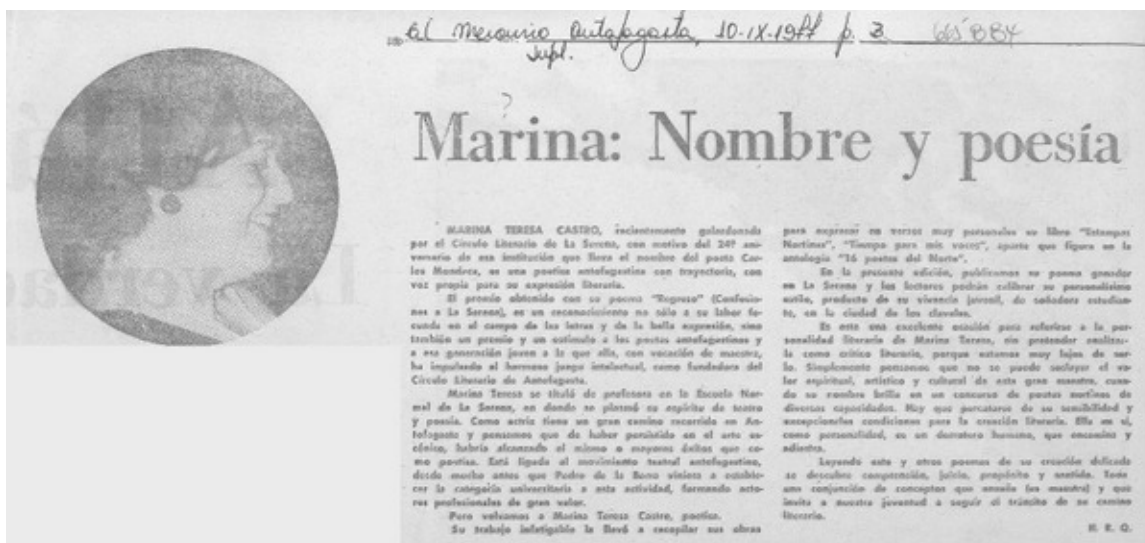 El Mercurio Antofagasta, 10-IX-1977 p. 3 665884
supl.
?
Marina: Nombre y poesía
MARINA TERESA CASTRO, recientemente galardonada
por el Círculo Literario de La Serena, con motivo del 24º ani-
versario de esa institución que lleva el nombre del poeta Car-
los Mondaca, es una poetisa antofagastina con trayectoria, con
voz propia para su expresión literaria.
El premio obtenido con su poema "Regreso" (Confesio-
nes a La Serena), es un reconocimiento no sólo a su labor fe-
cunda en el campo de las letras y de la bella expresión, sino
también un premio y un estímulo a los poetas antofagastinos y
a esa generación joven a la que ella, con vocación de maestra,
ha impulsado al hermoso juego intelectual, como fundadora del
Círculo Literario de Antofagasta.
Marina Teresa se tituló de profesora en la Escuela Nor-
mal de La Serena, en donde se plasmó su espíritu de teatro
y poesía. Como actriz tiene un gran camino recorrido en An-
tofagasta y pensamos que de haber persistido en el arte es-
cénico, habría alcanzado el mismo o mayores éxitos que co-
mo poetisa. Está ligada al movimiento teatral antofagastino,
desde mucho antes que Pedro de la Barra viniera a estable-
cer la categoría universitaria a esta actividad, formando acto-
res profesionales de gran valor.
Pero volvamos a Marina Teresa Castro, poetisa.
Su trabajo infatigable la llevó a recopilar sus obras
para expresar en versos muy personales su libro "Estampas
Nortinas", "Tiempo para mis voces", aparte que figura en la
antología "16 poetas del Norte".
En la presente edición, publicamos su poema ganador
en La Serena y los lectores podrán calibrar su personalísimo
estilo, producto de su vivencia juvenil, de soñadora estudian-
te, en la ciudad de los claveles.
Es esta una excelente ocasión para referirse a la per-
sonalidad literaria de Marina Teresa, sin pretender analizar-
la como crítico literario, porque estamos muy lejos de ser-
lo. Simplemente pensamos que no se puede soslayar el va-
lor espiritual, artístico y cultural de esta gran maestra, cuan-
do su nombre brilla en un concurso de poetas nortinos de
diversas capacidades. Hay que percatarse de su sensibilidad y
excepcionales condiciones para la creación literaria. Ella en sí,
como personalidad, es un derrotero humano, que encamina y
adiestra.
Leyendo este y otros poemas de su creación delicada
se descubre comprensión, juicio, propósito y sentido. Toda
una conjunción de conceptos que enseña (es maestra) y que
invita a nuestra juventud a seguir el tránsito de su camino
literario.
H. R. Q.